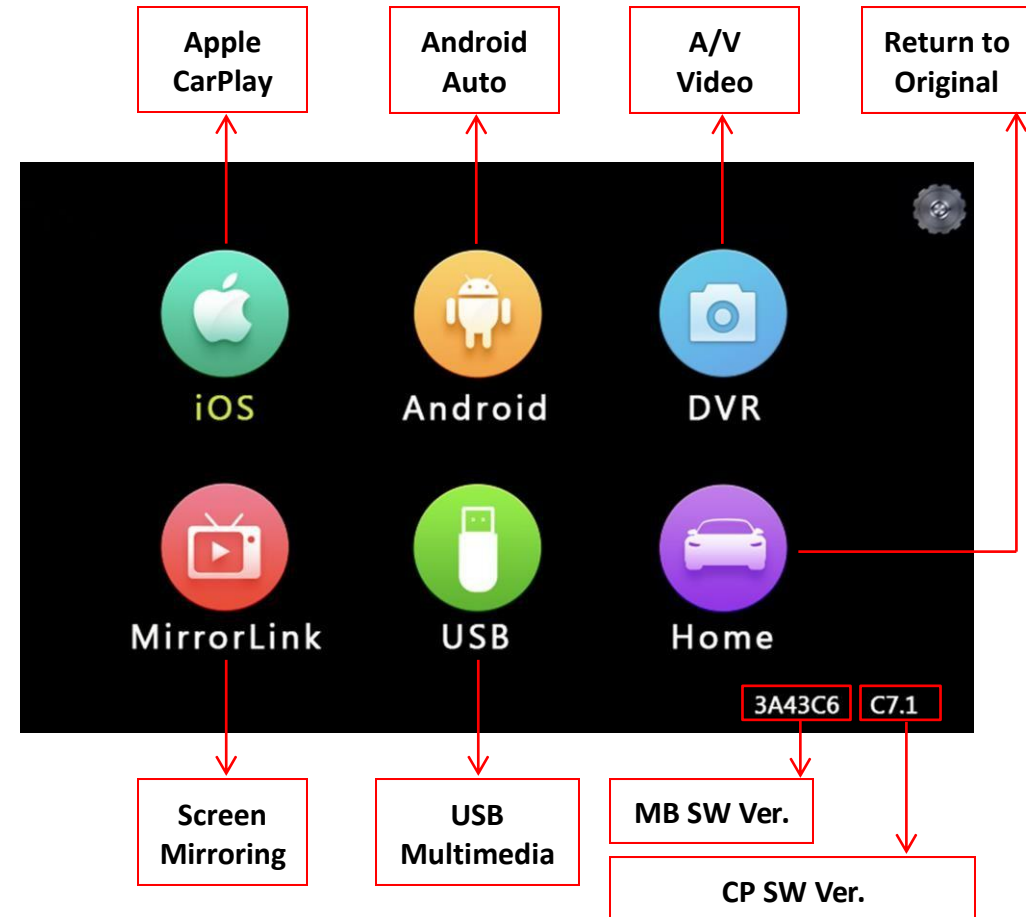 Apple
CarPlay
Android
Auto
A/V
Video
Return to
Original
iOS
Android
DVR
MirrorLink
USB
Home
3A43C6
C7.1
Screen
Mirroring
USB
Multimedia
MB SW Ver.
CP SW Ver.